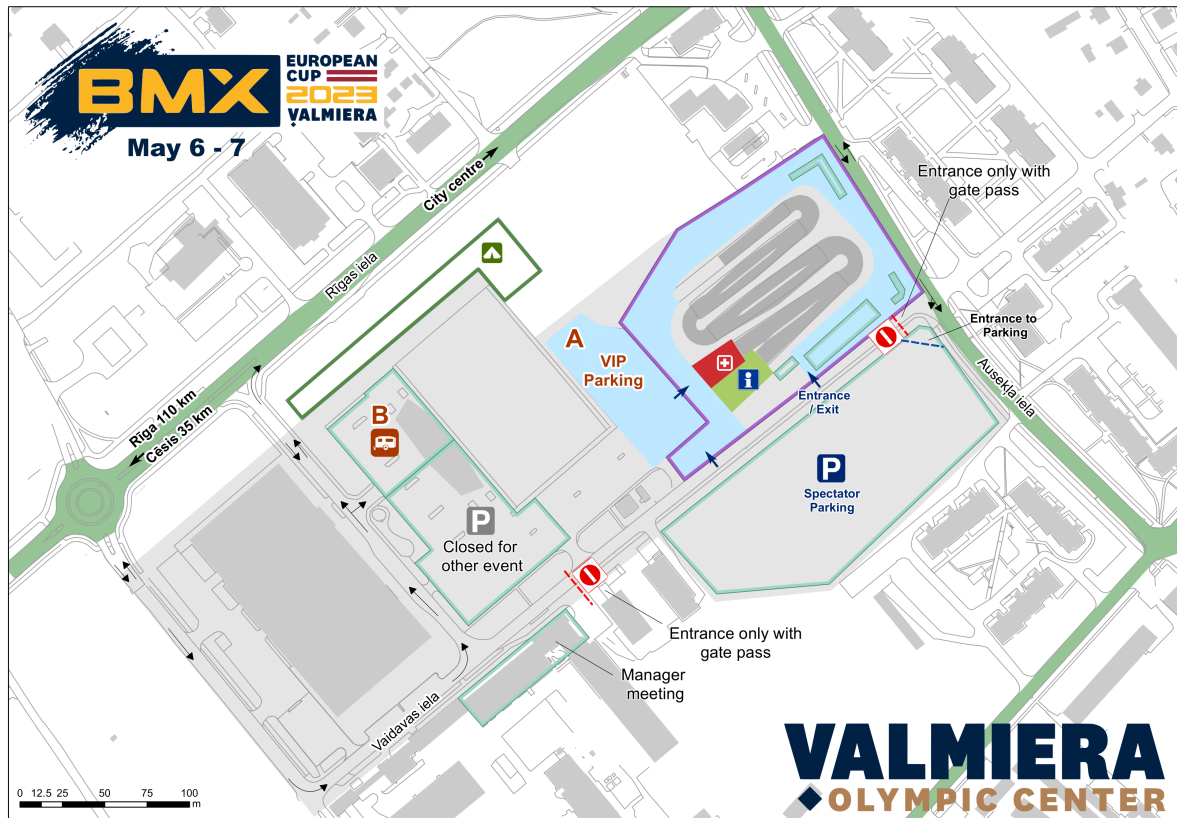 BMX
EUROPEAN
CUP
2023
VALMIERA
May 6 - 7
City centre
Rīgas iela
Rīga 110 km
Cēsis 35 km
Entrance only with
gate pass
Entrance to
Parking
Ausekļa iela
A
VIP
Parking
i
Entrance
/ Exit
B
P
Spectator
Parking
P
Closed for
other event
Entrance only with
gate pass
Manager
meeting
Vaidavas iela
0 12.5 25 50 75 100
m
VALMIERA
OLYMPIC CENTER